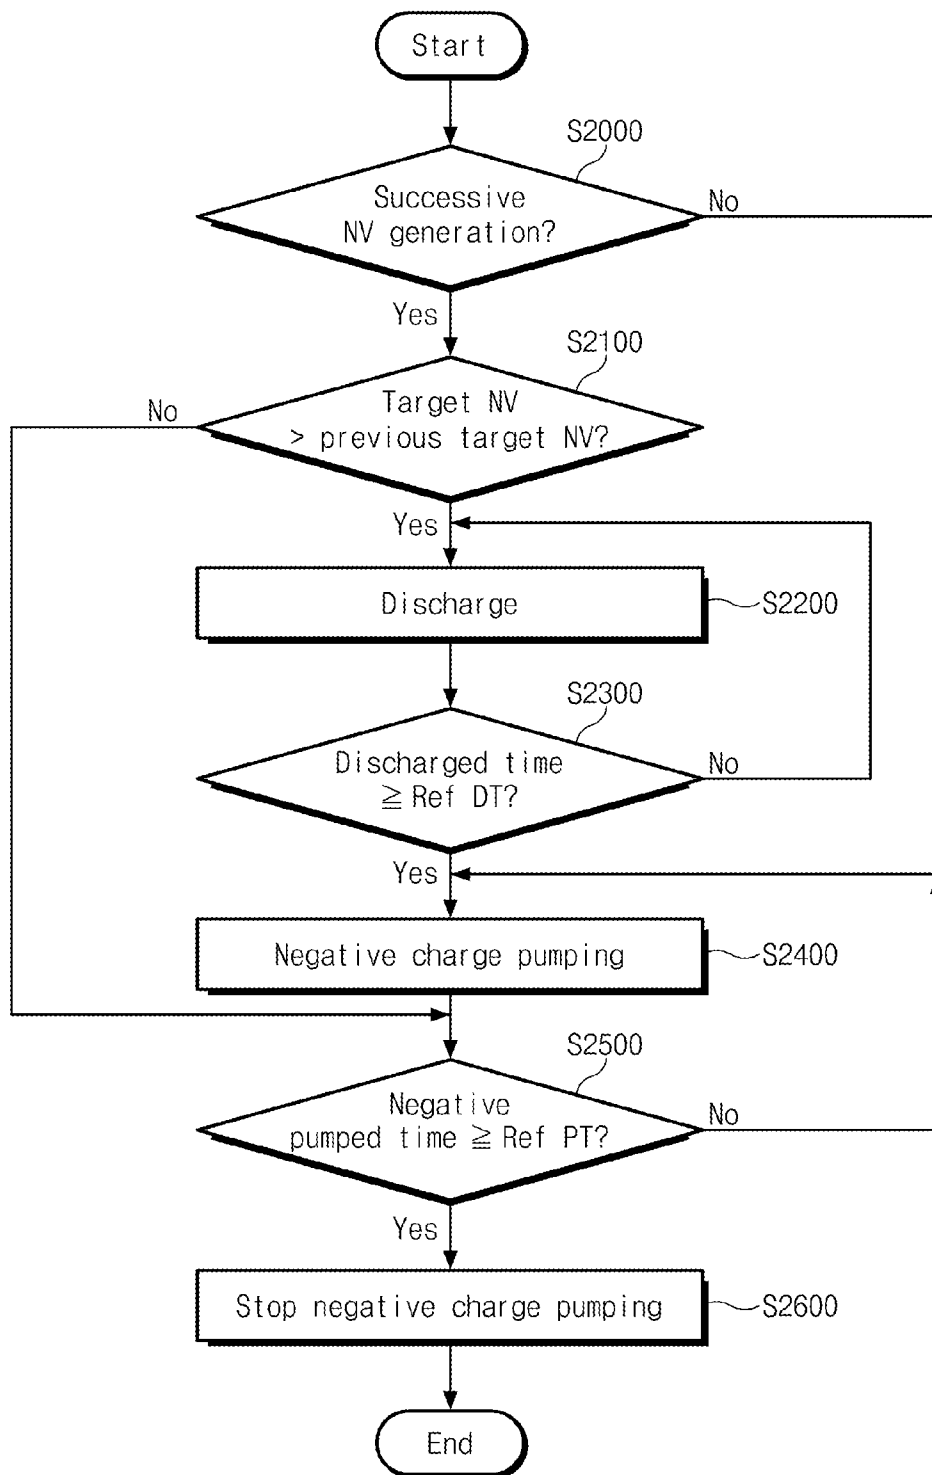 Start
S2000
Successive
NV generation?
No
Yes
S2100
Target NV
> previous target NV?
No
Yes
Discharge
S2200
S2300
Discharged time
≧ Ref DT?
No
Yes
Negative charge pumping
S2400
S2500
Negative
pumped time ≧ Ref PT?
No
Yes
Stop negative charge pumping
S2600
End